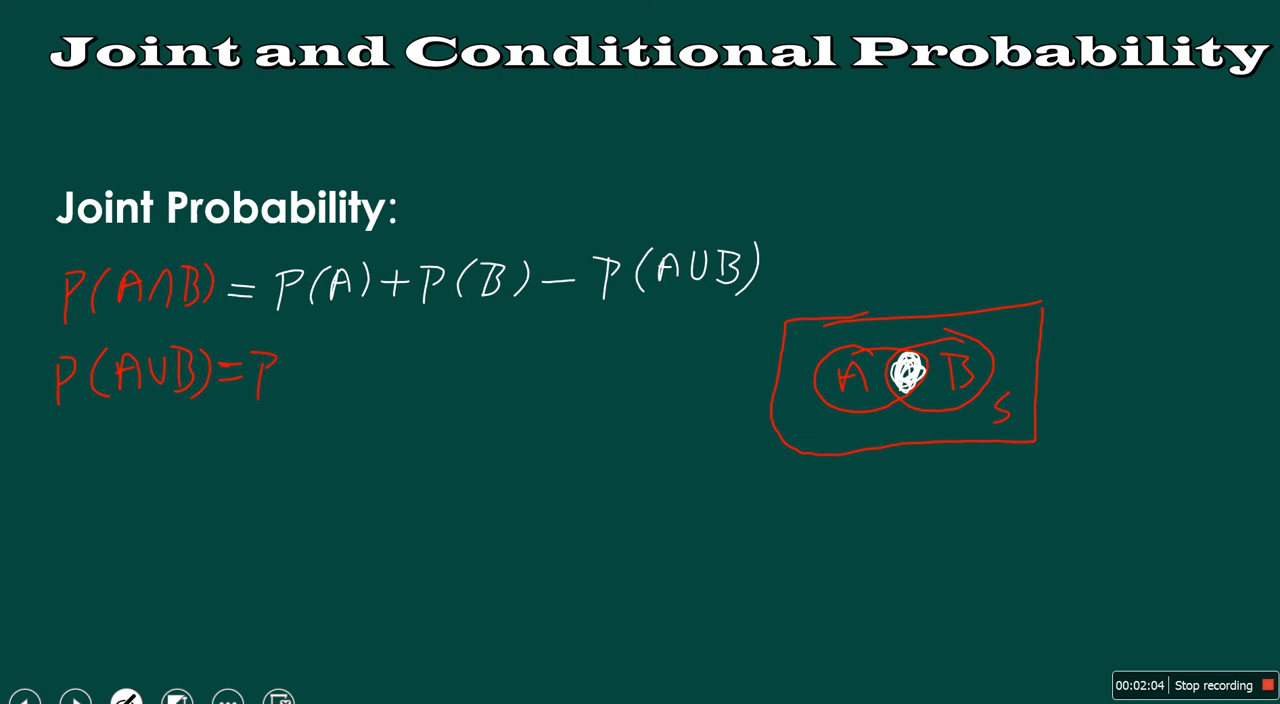 Joint and Conditional Probability
Joint Probability:
P(A∩B) = P(A) + P(B) − P(A∪B)
P(A∪B) = P
A B
S
00:02:04 Stop recording